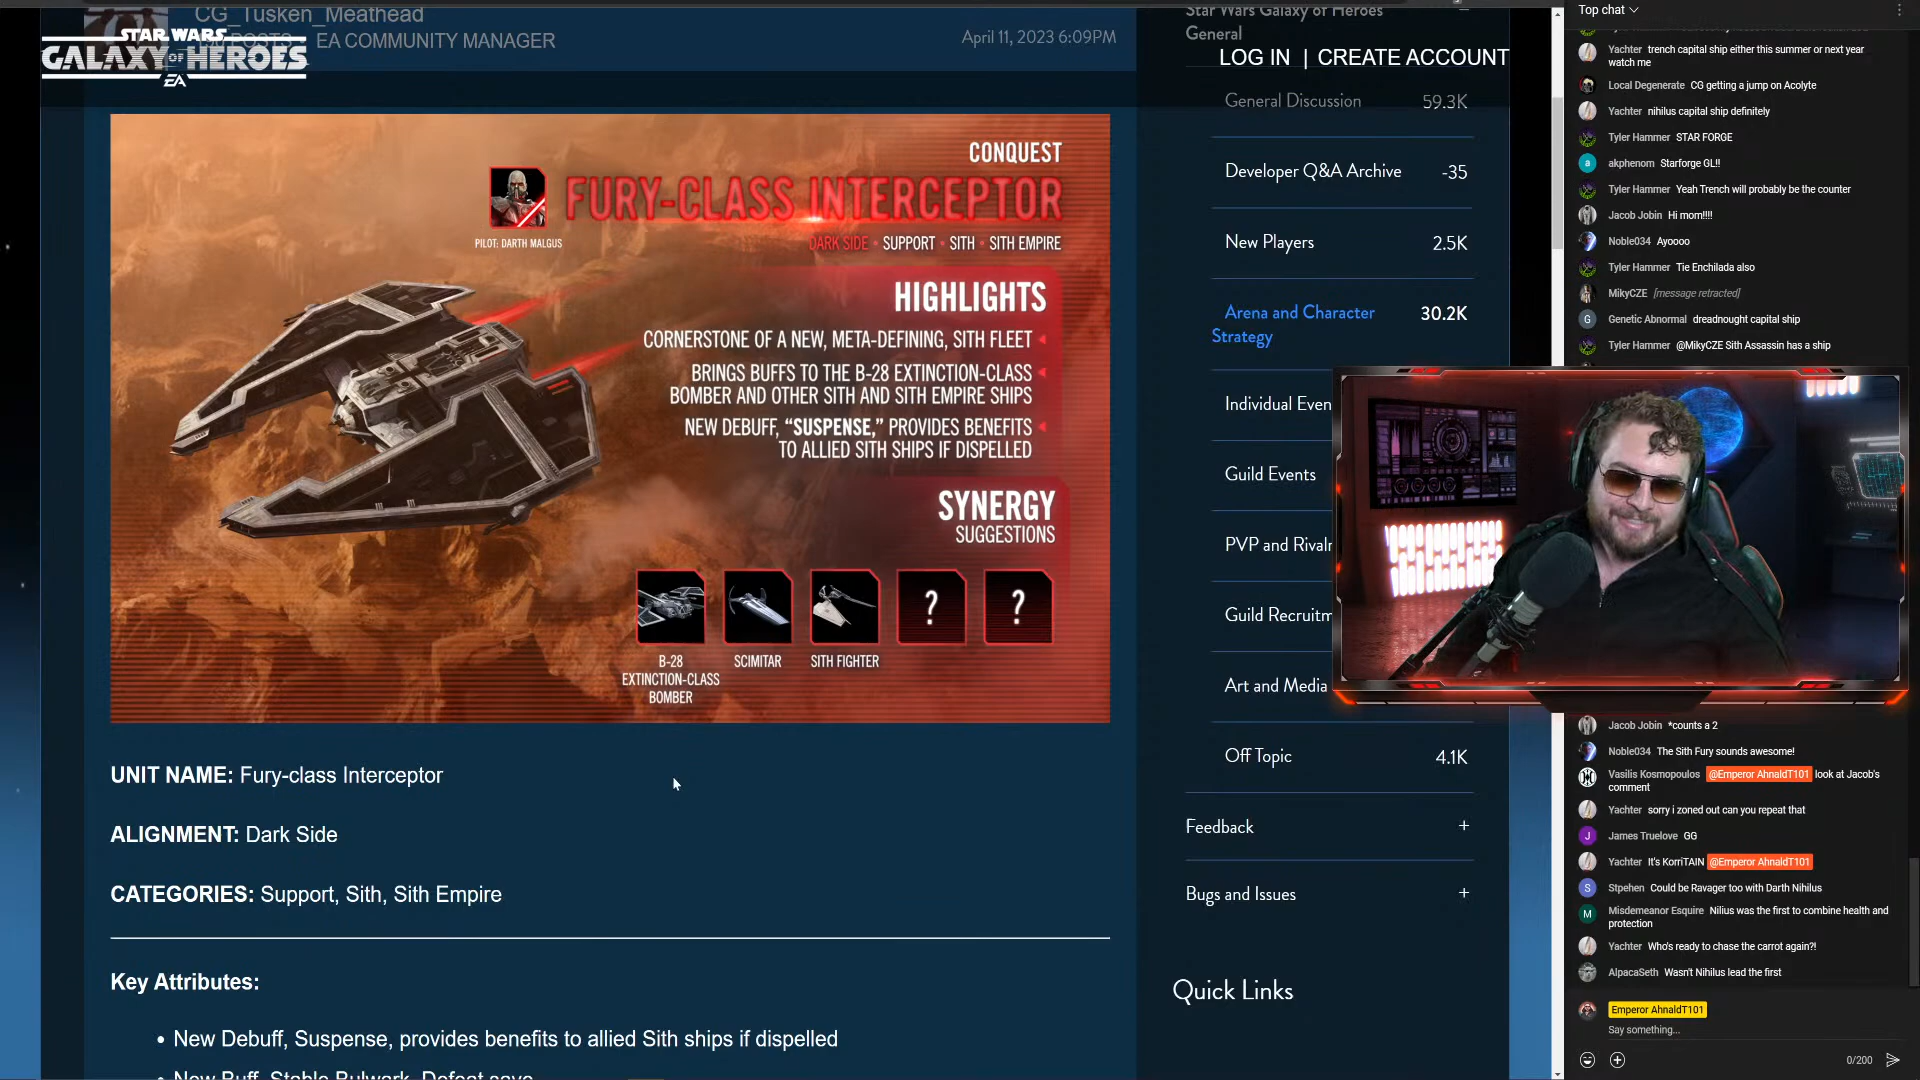 CG_Tusken_Meathead
POSTS
EA COMMUNITY MANAGER
April 11, 2023 6:09PM
STAR WARS
GALAXY OF HEROES
EA
Star Wars Galaxy of Heroes
General
LOG IN | CREATE ACCOUNT
General Discussion 59.3K
Developer Q&A Archive -35
New Players 2.5K
Arena and Character
Strategy
30.2K
Individual Even
Guild Events
PVP and Rivalr
Guild Recruitm
Art and Media
Off Topic 4.1K
Feedback +
Bugs and Issues +
Quick Links
CONQUEST
FURY-CLASS INTERCEPTOR
PILOT: DARTH MALGUS
DARK SIDE • SUPPORT • SITH • SITH EMPIRE
HIGHLIGHTS
CORNERSTONE OF A NEW, META-DEFINING, SITH FLEET
BRINGS BUFFS TO THE B-28 EXTINCTION-CLASS
BOMBER AND OTHER SITH AND SITH EMPIRE SHIPS
NEW DEBUFF, "SUSPENSE," PROVIDES BENEFITS
TO ALLIED SITH SHIPS IF DISPELLED
SYNERGY
SUGGESTIONS
? ?
B-28
EXTINCTION-CLASS
BOMBER
SCIMITAR
SITH FIGHTER
UNIT NAME: Fury-class Interceptor
ALIGNMENT: Dark Side
CATEGORIES: Support, Sith, Sith Empire
Key Attributes:
• New Debuff, Suspense, provides benefits to allied Sith ships if dispelled
New Buff, Stable Bulwark, Defeat save
Top chat
Yachter trench capital ship either this summer or next year
watch me
Local Degenerate CG getting a jump on Acolyte
Yachter nihilus capital ship definitely
Tyler Hammer STAR FORGE
a akphenom Starforge GL!!
Tyler Hammer Yeah Trench will probably be the counter
Jacob Jobin Hi mom!!!!
Noble034 Ayoooo
Tyler Hammer Tie Enchilada also
MikyCZE [message retracted]
G Genetic Abnormal dreadnought capital ship
Tyler Hammer @MikyCZE Sith Assassin has a ship
Jacob Jobin *counts a 2
Noble034 The Sith Fury sounds awesome!
Vasilis Kosmopoulos @Emperor AhnaldT101 look at Jacob's
comment
Yachter sorry i zoned out can you repeat that
J James Truelove GG
Yachter It's KorriTAIN @Emperor AhnaldT101
S Stpehen Could be Ravager too with Darth Nihilus
M Misdemeanor Esquire Nilius was the first to combine health and
protection
Yachter Who's ready to chase the carrot again?!
AlpacaSeth Wasn't Nihilus lead the first
Emperor AhnaldT101
Say something...
0/200